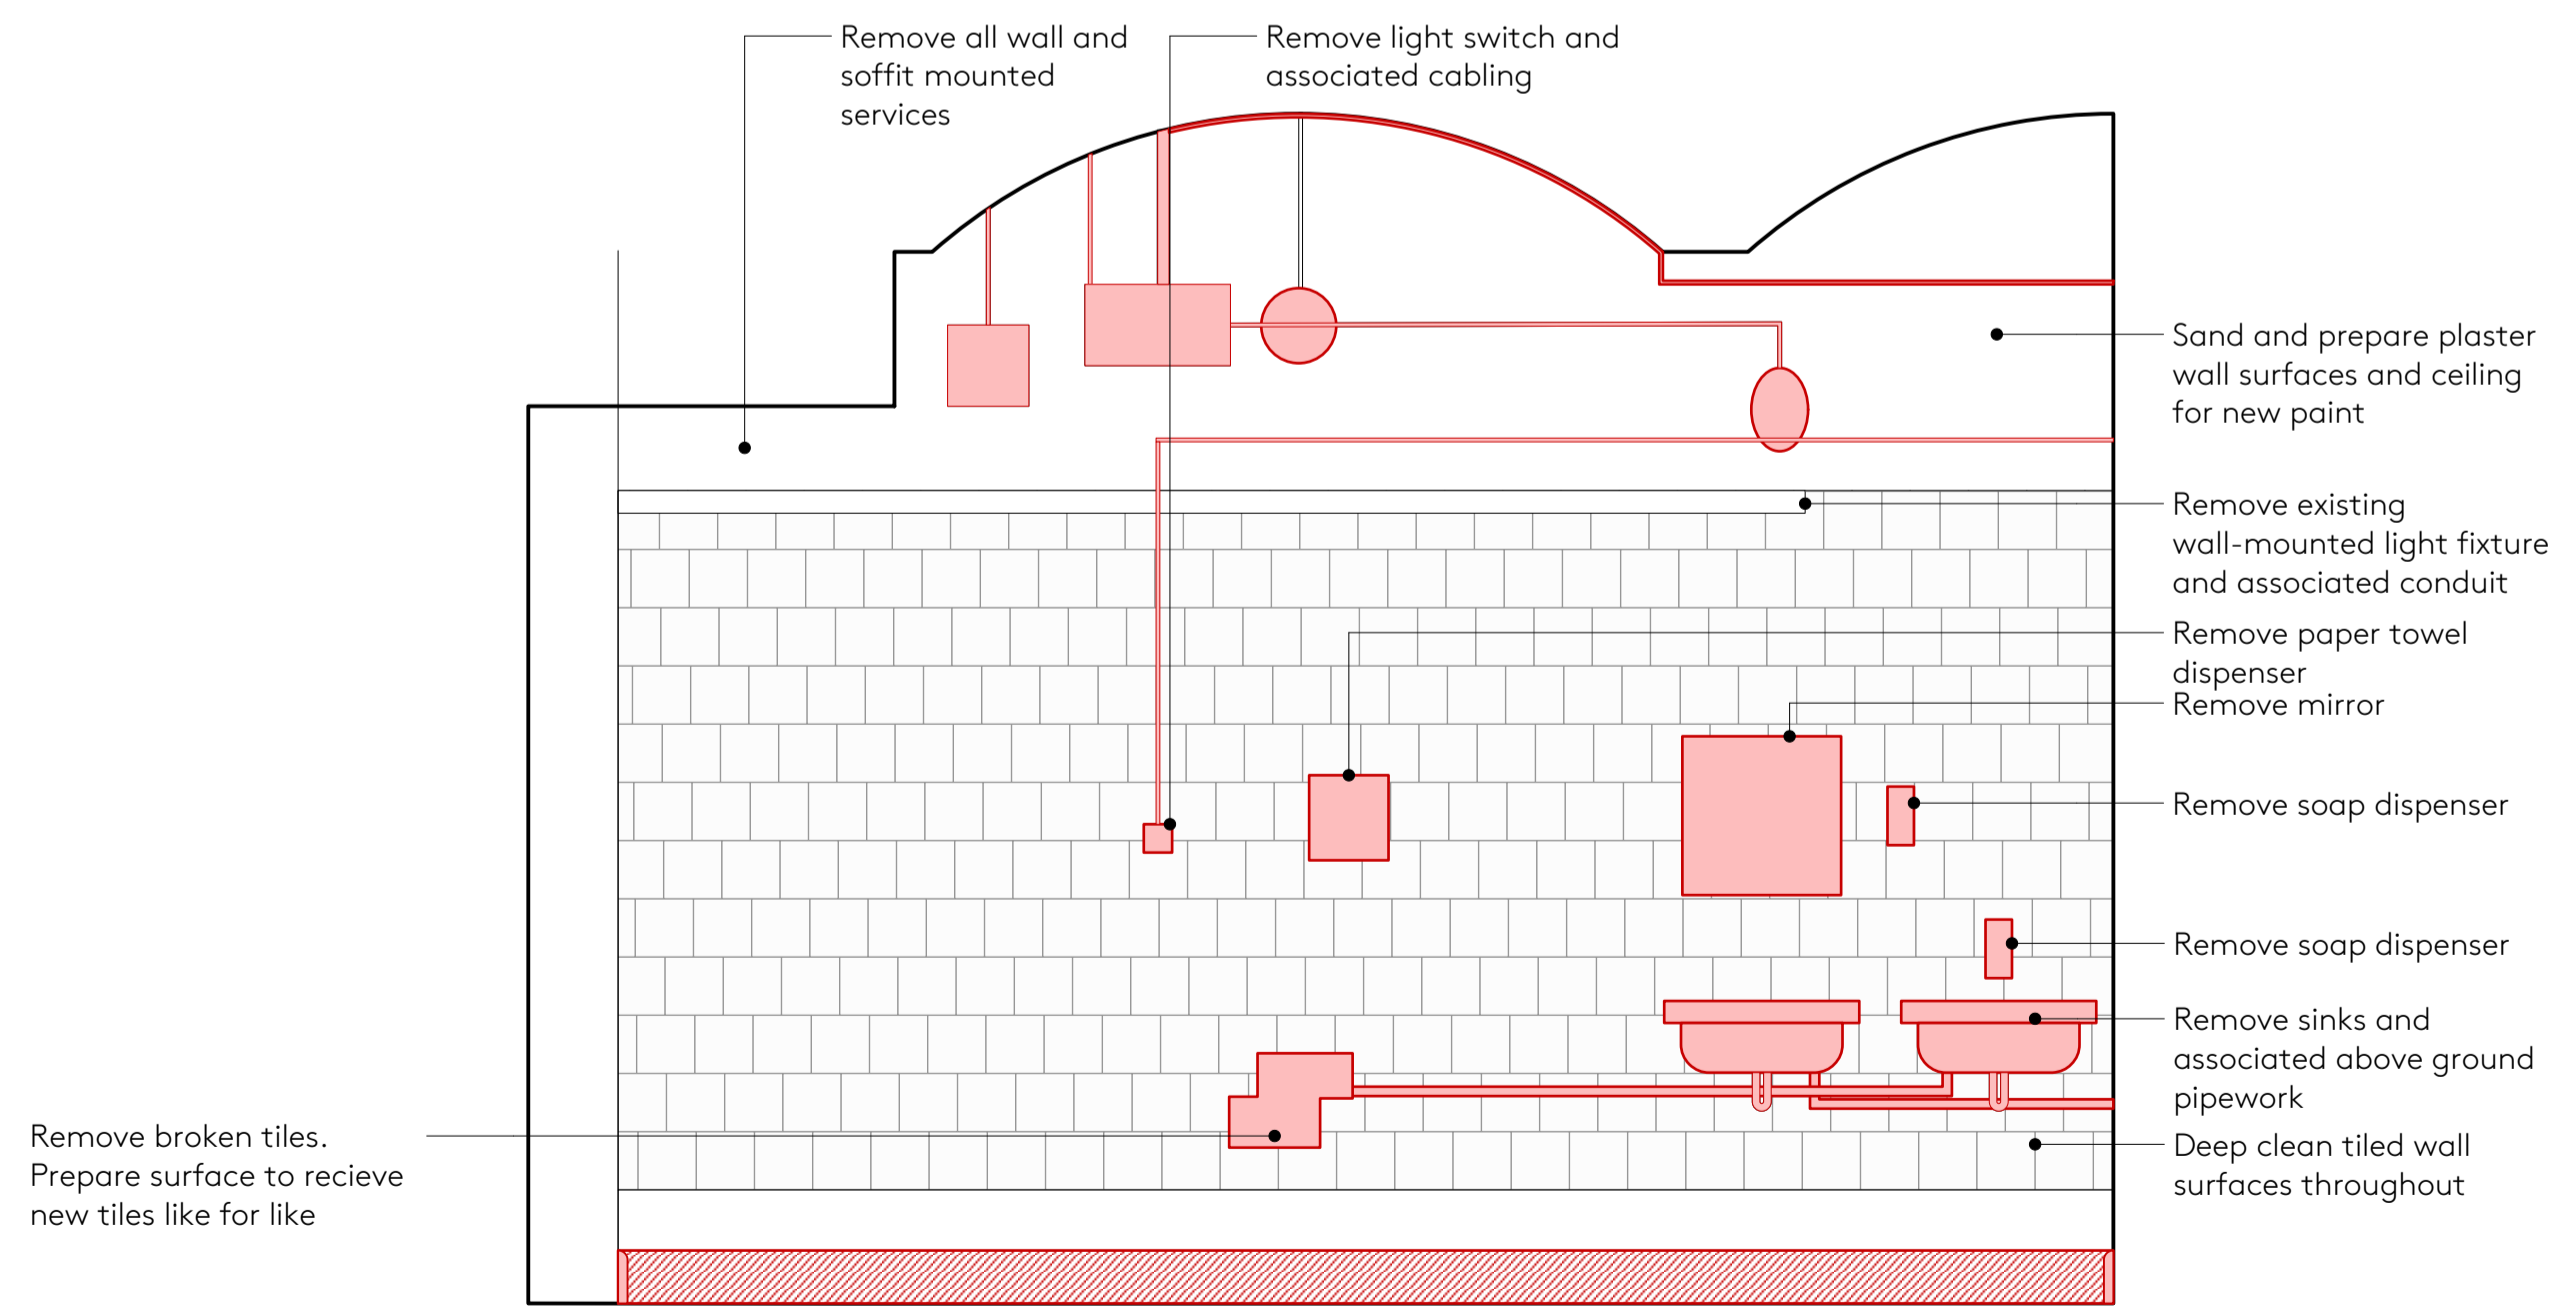 Remove all wall and
soffit mounted
services
Remove light switch and
associated cabling
Sand and prepare plaster
wall surfaces and ceiling
for new paint
Remove existing
wall-mounted light fixture
and associated conduit
Remove paper towel
dispenser
Remove mirror
Remove soap dispenser
Remove soap dispenser
Remove sinks and
associated above ground
pipework
Deep clean tiled wall
surfaces throughout
Remove broken tiles.
Prepare surface to recieve
new tiles like for like